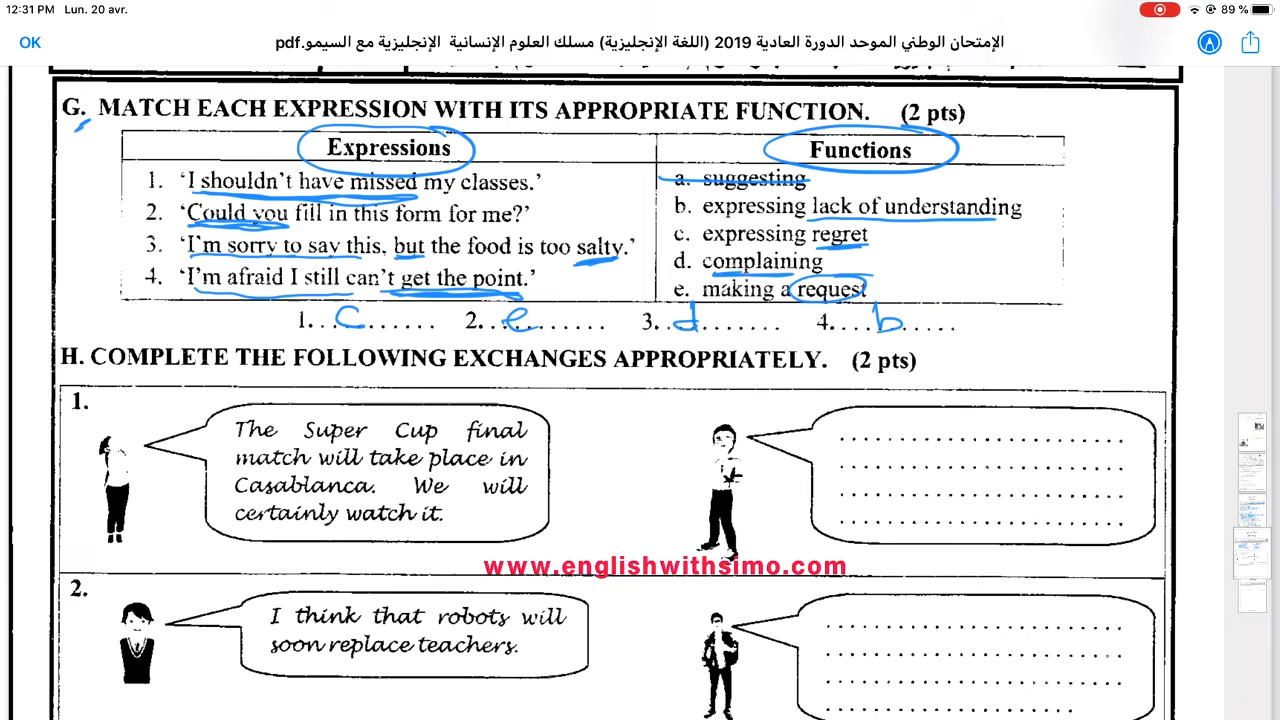 12:31 PM Lun. 20 avr.
89 %
OK
الإمتحان الوطني الموحد الدورة العادية 2019 (اللغة الإنجليزية) مسلك العلوم الإنسانية الإنجليزية مع السيمو.pdf
G. MATCH EACH EXPRESSION WITH ITS APPROPRIATE FUNCTION. (2 pts)
Expressions
Functions
1. ‘I shouldn’t have missed my classes.’
a. suggesting
2. ‘Could you fill in this form for me?’
b. expressing lack of understanding
3. ‘I’m sorry to say this, but the food is too salty.’
c. expressing regret
4. ‘I’m afraid I still can’t get the point.’
d. complaining
e. making a request
1. c 2. e 3. d 4. b
H. COMPLETE THE FOLLOWING EXCHANGES APPROPRIATELY. (2 pts)
1.
The Super Cup final
match will take place in
Casablanca. We will
certainly watch it.
www.englishwithsimo.com
2.
I think that robots will
soon replace teachers.